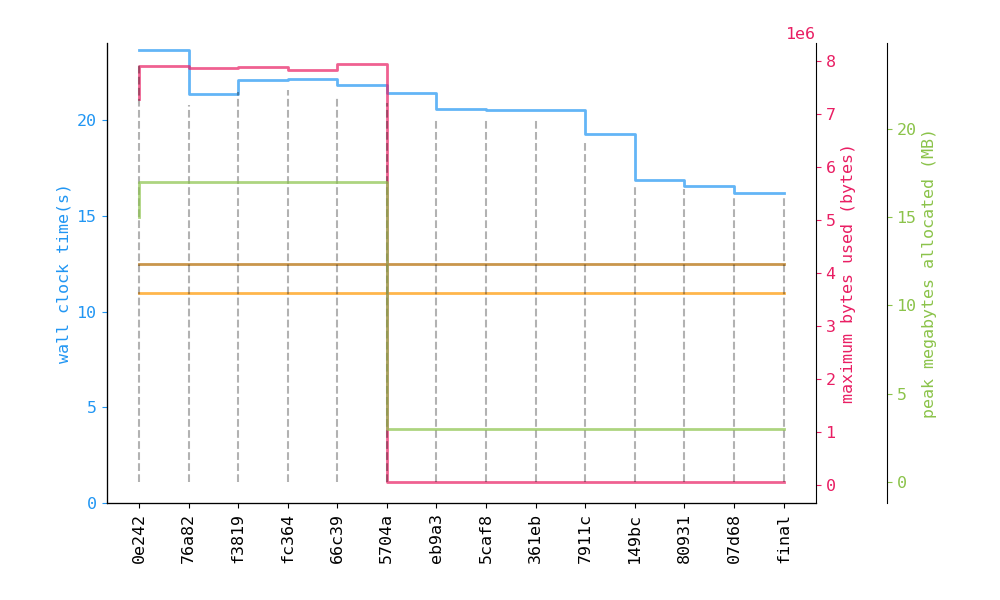 1e6
20
15
10
5
0
wall clock time(s)
8
7
6
5
4
3
2
1
0
maximum bytes used (bytes)
20
15
10
5
0
peak megabytes allocated (MB)
0e242
76a82
f3819
fc364
66c39
5704a
eb9a3
5caf8
361eb
7911c
149bc
80931
07d68
final